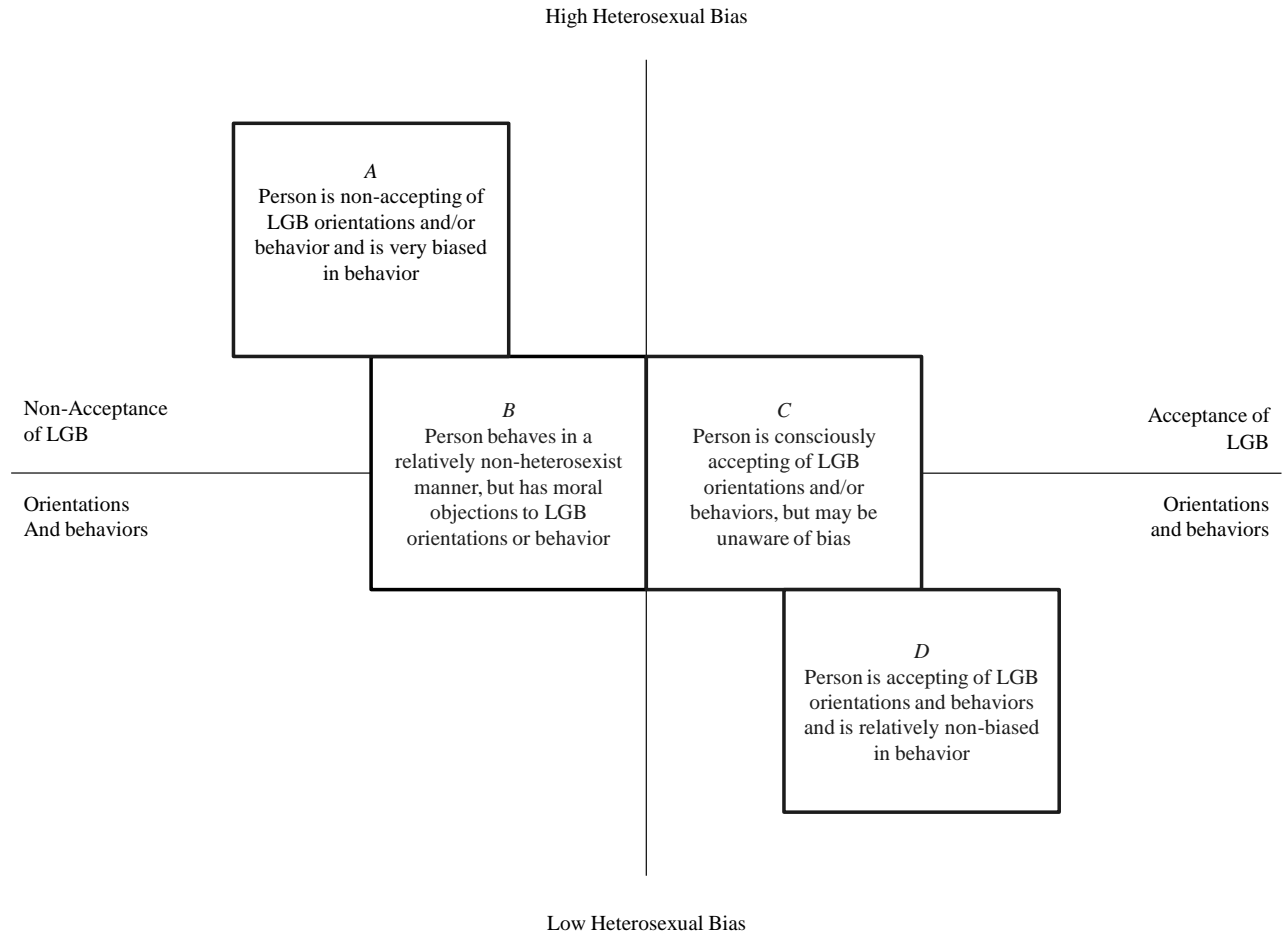 High Heterosexual Bias
A
Person is non-accepting of
LGB orientations and/or
behavior and is very biased
in behavior
Non-Acceptance
of LGB
Orientations
And behaviors
B
Person behaves in a
relatively non-heterosexist
manner, but has moral
objections to LGB
orientations or behavior
C
Person is consciously
accepting of LGB
orientations and/or
behaviors, but may be
unaware of bias
Acceptance of
LGB
Orientations
and behaviors
D
Person is accepting of LGB
orientations and behaviors
and is relatively non-biased
in behavior
Low Heterosexual Bias